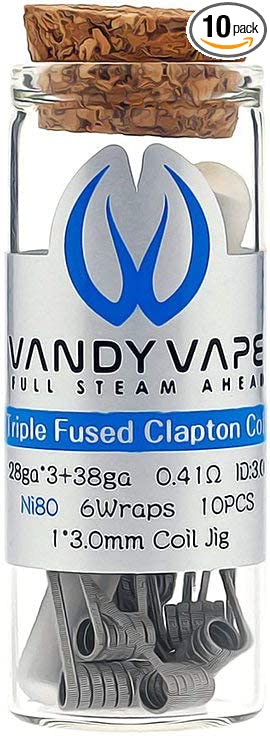 10
pack
VANDY VAPE
FULL STEAM AHEAD
Triple Fused Clapton Co
28ga*3+38ga 0.41Ω ID:3.0
Ni80 6Wraps 10PCS
1*3.0mm Coil Jig